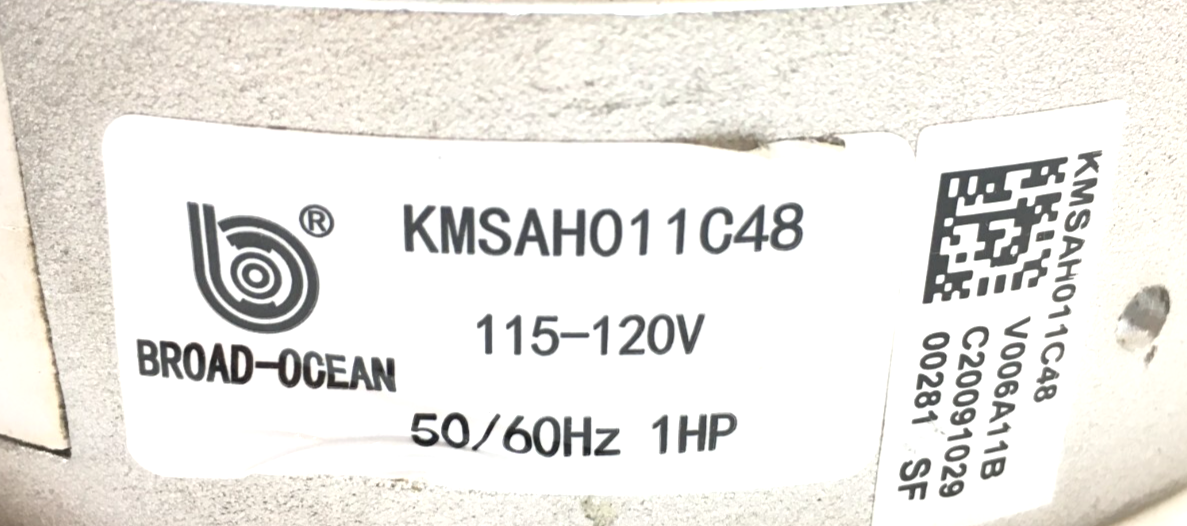 ®
KMSAH011C48
115-120V
BROAD-OCEAN
50/60Hz 1HP
KMSAH011C48
V006A11B
C20091029
00281 SF